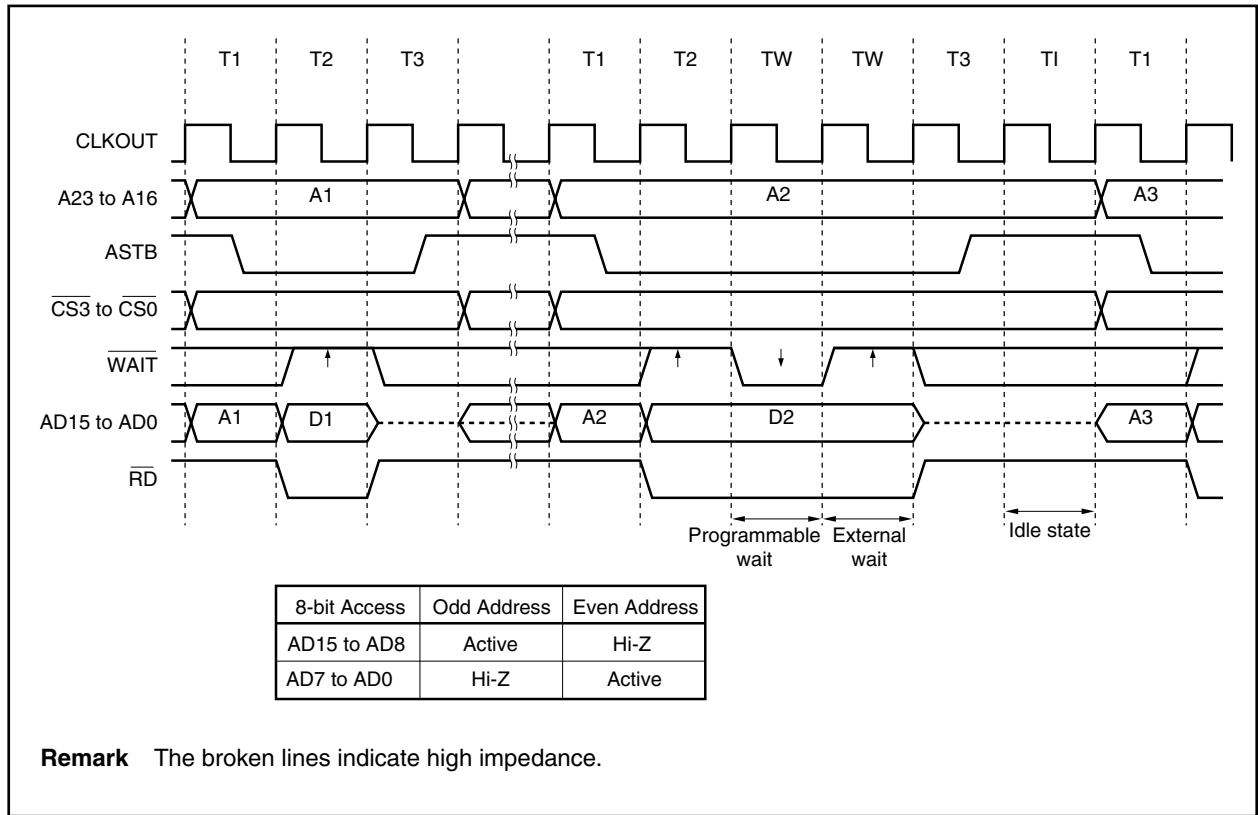 T1 T2 T3 T1 T2 TW TW T3 TI T1
CLKOUT
A23 to A16 A1 A2 A3
ASTB
CS3 to CS0
WAIT
AD15 to AD0 A1 D1 A2 D2 A3
RD
Programmable wait
External wait
Idle state
8-bit Access Odd Address Even Address
AD15 to AD8 Active Hi-Z
AD7 to AD0 Hi-Z Active
Remark The broken lines indicate high impedance.